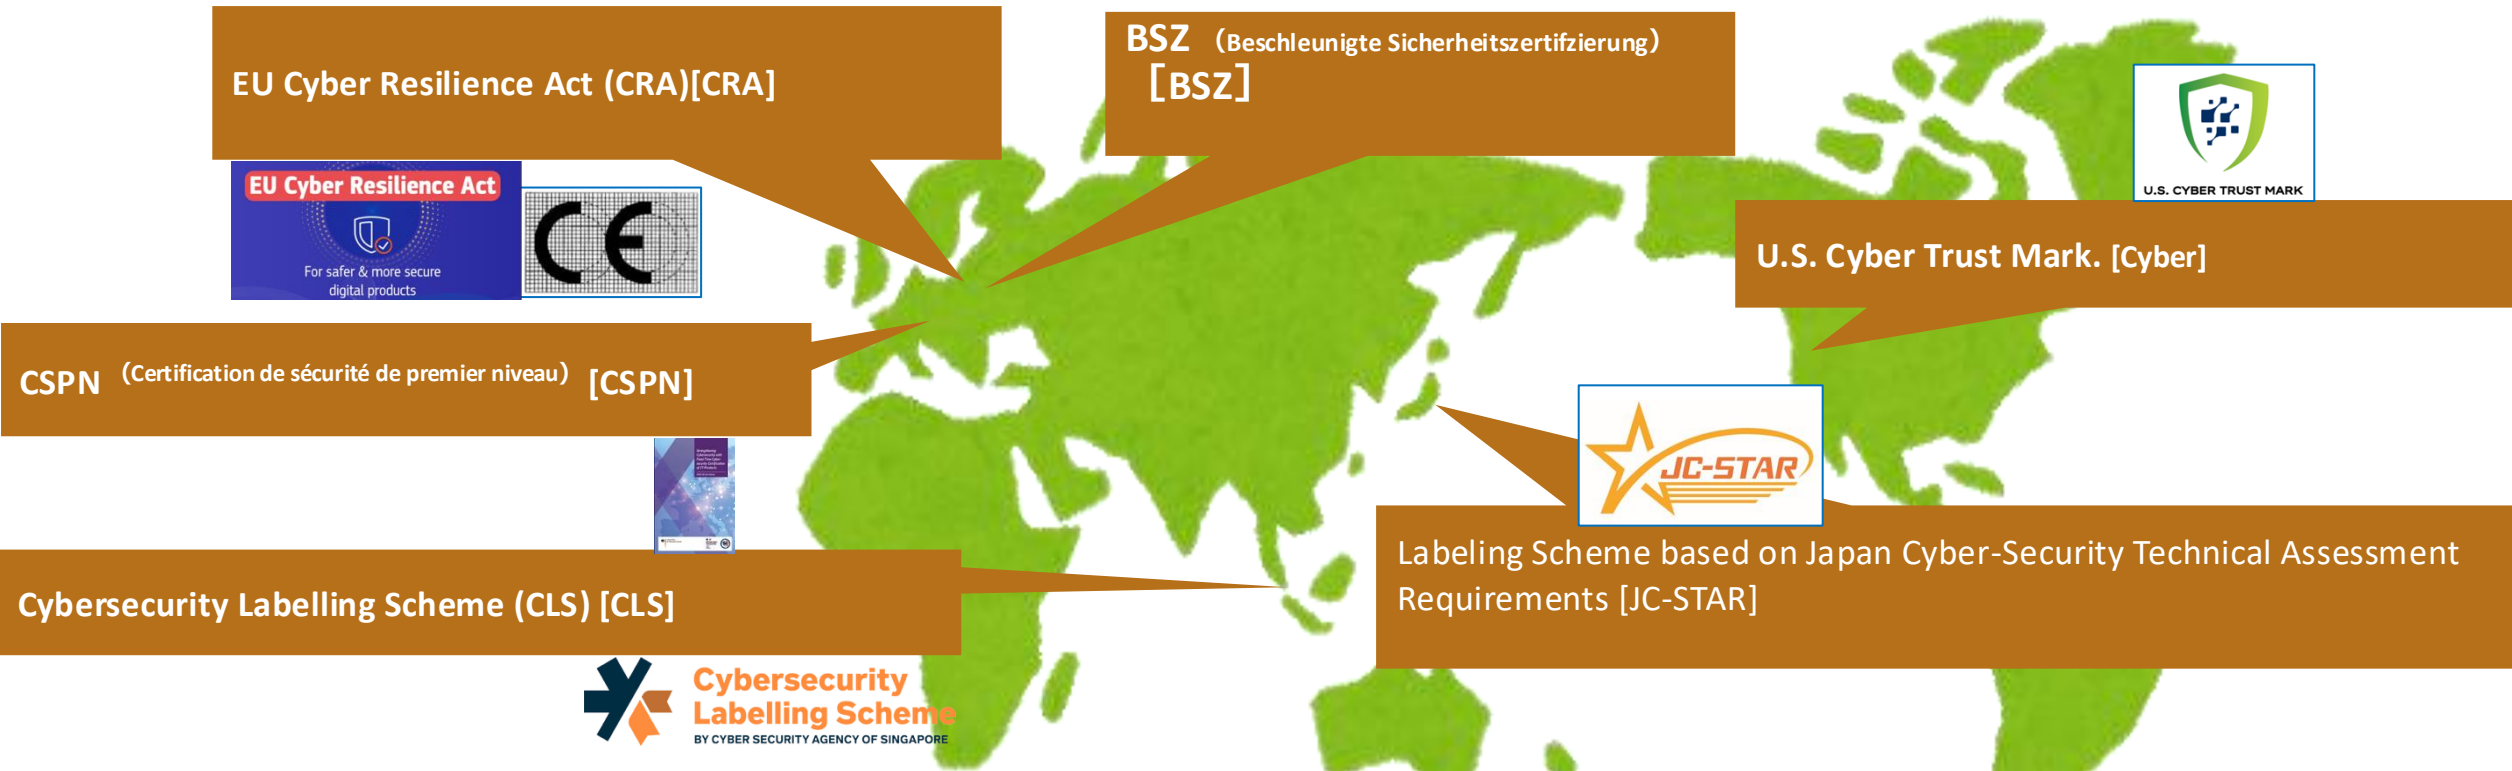 EU Cyber Resilience Act (CRA)[CRA]
BSZ （Beschleunigte Sicherheitszertifzierung）
［BSZ］
U.S. CYBER TRUST MARK
U.S. Cyber Trust Mark. [Cyber]
EU Cyber Resilience Act
For safer & more secure
digital products
CE
CSPN （Certification de sécurité de premier niveau） [CSPN]
JC-STAR
Labeling Scheme based on Japan Cyber-Security Technical Assessment
Requirements [JC-STAR]
Cybersecurity Labelling Scheme (CLS) [CLS]
Cybersecurity
Labelling Scheme
BY CYBER SECURITY AGENCY OF SINGAPORE